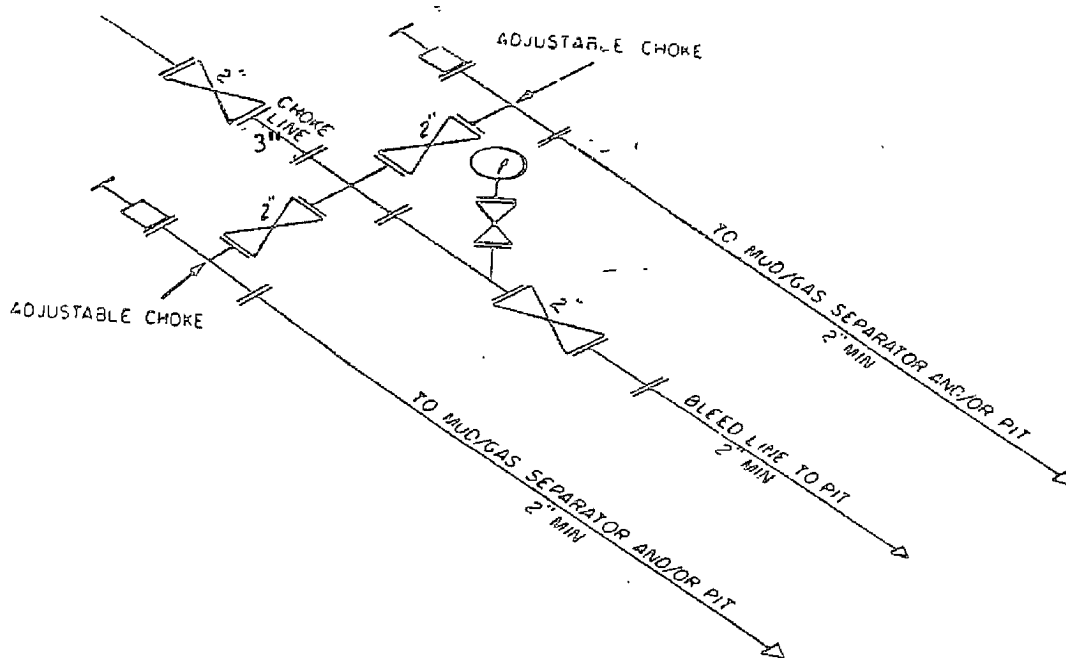 ADJUSTABLE CHOKE
2"
CHOKE
LINE
3"
2"
P
2"
ADJUSTABLE CHOKE
2"
TO MUD/GAS SEPARATOR AND/OR PIT
2" MIN
BLEED LINE TO PIT
2" MIN
TO MUD/GAS SEPARATOR AND/OR PIT
2" MIN